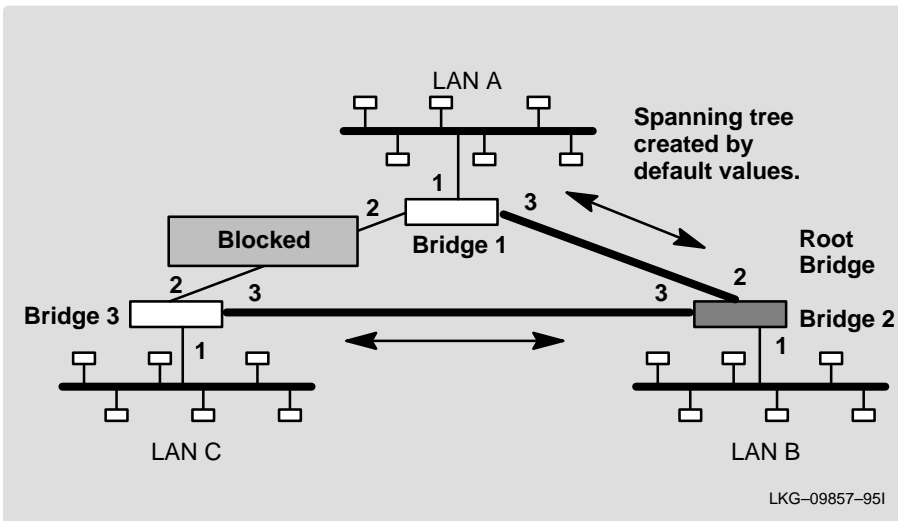 LAN A
Spanning tree
created by
default values.
1
2
3
Blocked
Bridge 1
Root
Bridge
2
3
3
2
Bridge 3
Bridge 2
1
1
LAN C
LAN B
LKG–09857–95I